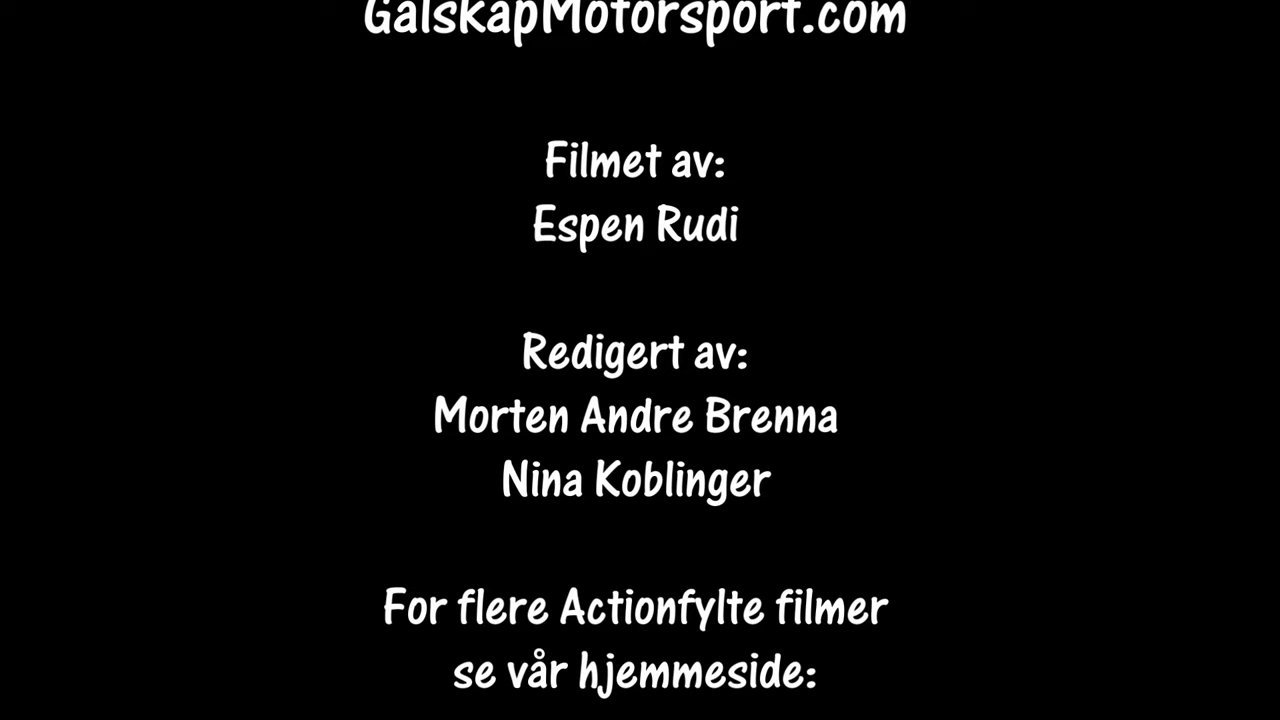 GalskapMotorsport.com
Filmet av:
Espen Rudi
Redigert av:
Morten Andre Brenna
Nina Koblinger
For flere Actionfylte filmer
se vår hjemmeside: